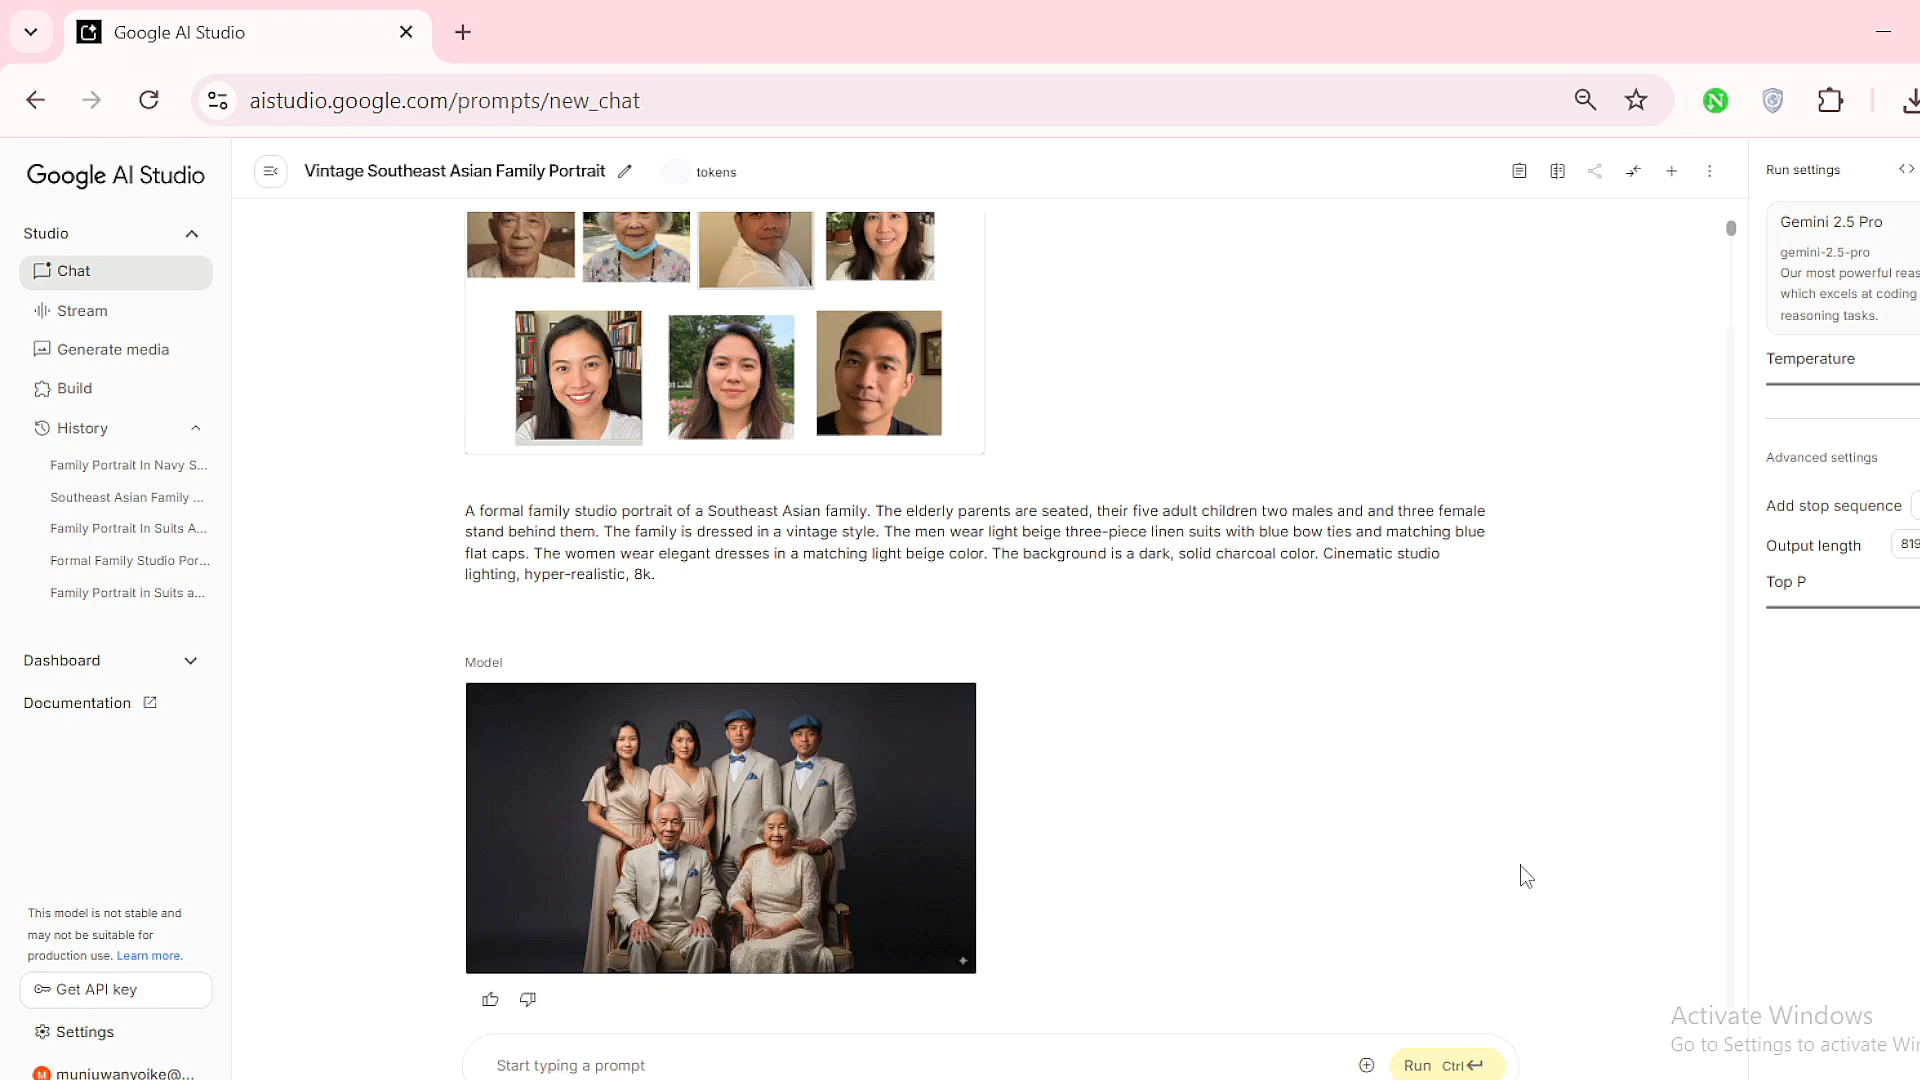 Google AI Studio
aistudio.google.com/prompts/new_chat
Google AI Studio
Vintage Southeast Asian Family Portrait
tokens
Run settings
Studio
Chat
Stream
Generate media
Build
History
Family Portrait In Navy S...
Southeast Asian Family ...
Family Portrait In Suits A...
Formal Family Studio Por...
Family Portrait in Suits a...
Dashboard
Documentation
This model is not stable and
may not be suitable for
production use. Learn more.
Get API key
Settings
M muniuwanyoike@...
A formal family studio portrait of a Southeast Asian family. The elderly parents are seated, their five adult children two males and and three female
stand behind them. The family is dressed in a vintage style. The men wear light beige three-piece linen suits with blue bow ties and matching blue
flat caps. The women wear elegant dresses in a matching light beige color. The background is a dark, solid charcoal color. Cinematic studio
lighting, hyper-realistic, 8k.
Model
Start typing a prompt
Run Ctrl
Gemini 2.5 Pro
gemini-2.5-pro
Our most powerful reas
which excels at coding
reasoning tasks.
Temperature
Advanced settings
Add stop sequence
Output length 819
Top P
Activate Windows
Go to Settings to activate Wi